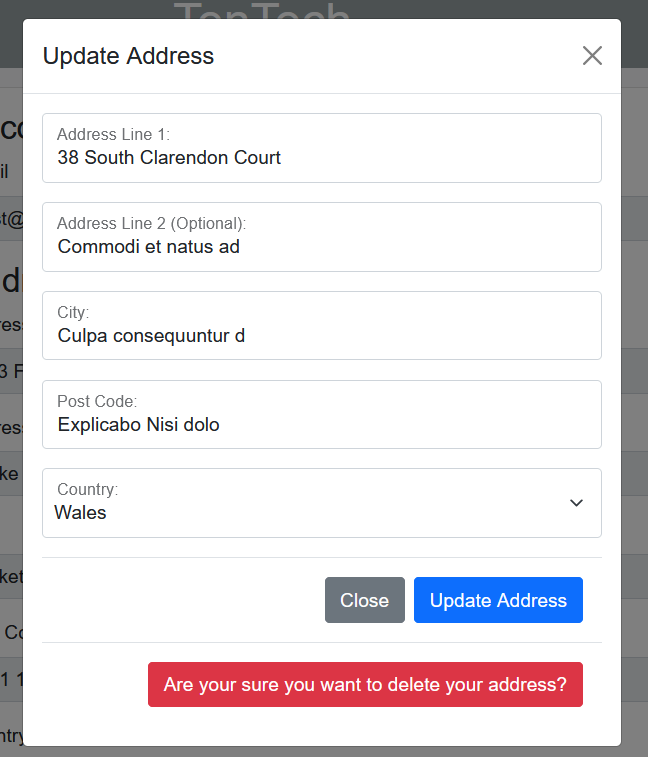 TenTech
Update Address
Address Line 1:
38 South Clarendon Court
Address Line 2 (Optional):
Commodi et natus ad
City:
Culpa consequuntur d
Post Code:
Explicabo Nisi dolo
Country:
Wales
Close
Update Address
Are your sure you want to delete your address?